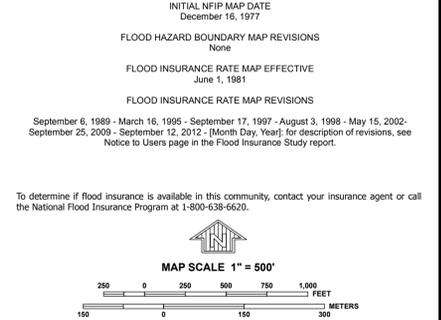 INITIAL NFIP MAP DATE
December 16, 1977
FLOOD HAZARD BOUNDARY MAP REVISIONS
None
FLOOD INSURANCE RATE MAP EFFECTIVE
June 1, 1981
FLOOD INSURANCE RATE MAP REVISIONS
September 6, 1989 - March 16, 1995 - September 17, 1997 - August 3, 1998 - May 15, 2002-
September 25, 2009 - September 12, 2012 - [Month Day, Year]: for description of revisions, see
Notice to Users page in the Flood Insurance Study report.
To determine if flood insurance is available in this community, contact your insurance agent or call
the National Flood Insurance Program at 1-800-638-6620.
N
MAP SCALE 1" = 500'
250 0 250 500 750 1,000
FEET
METERS
150 0 150 300